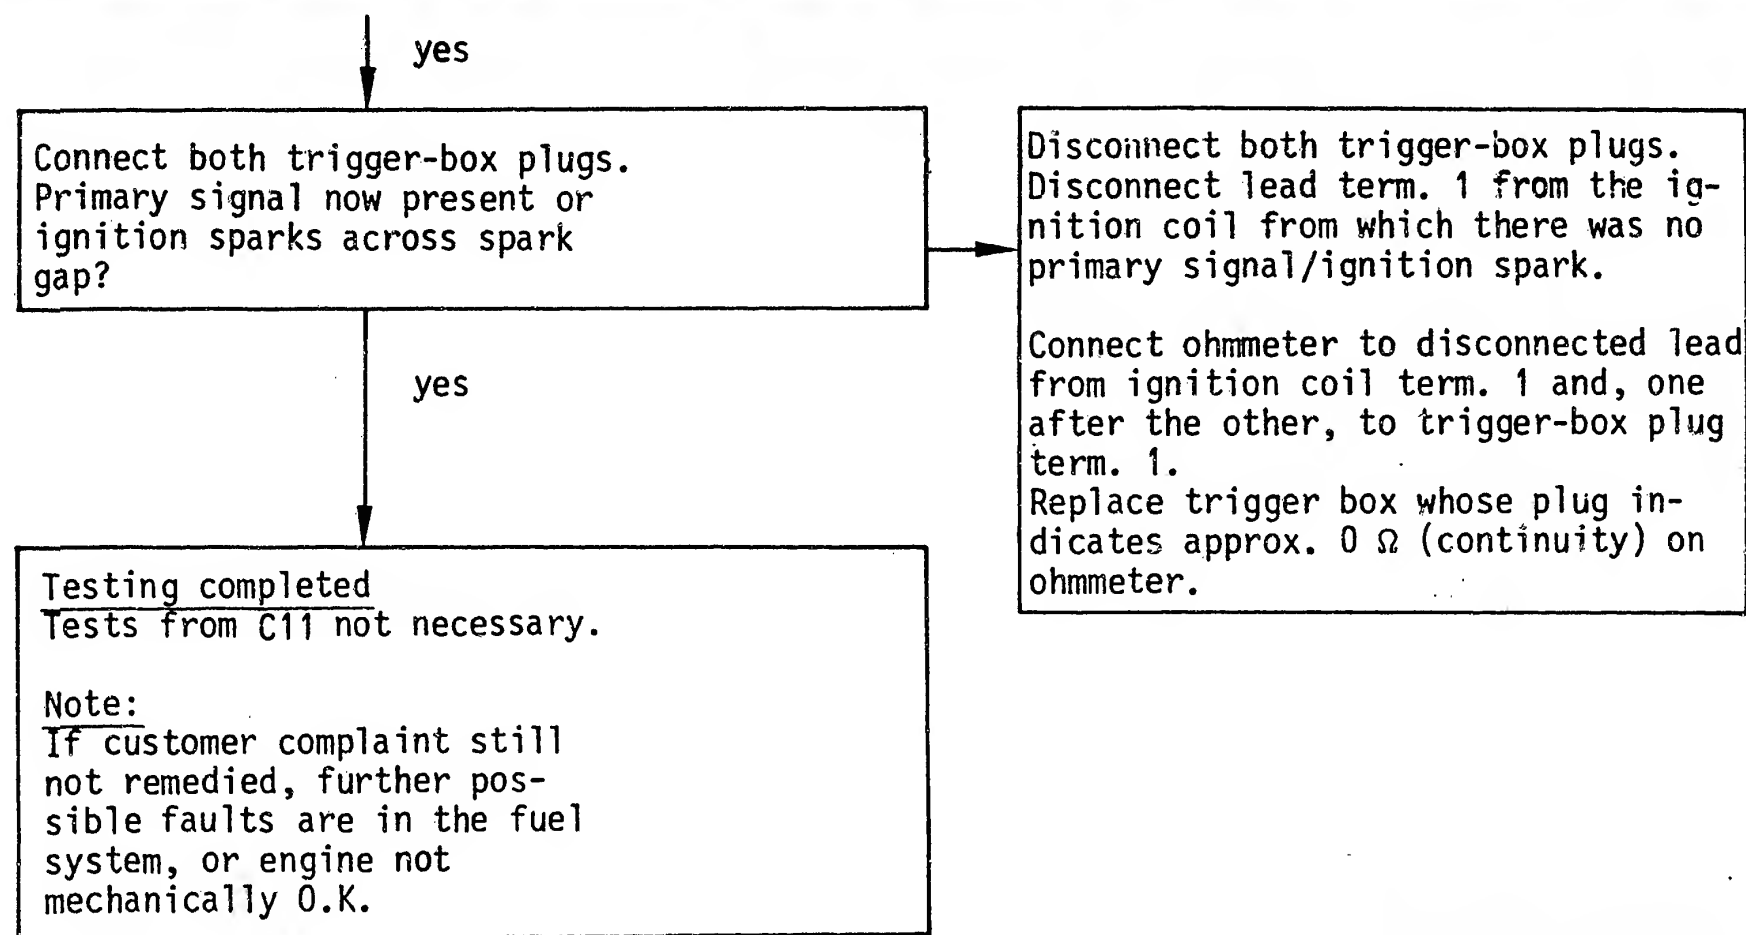 yes
Connect both trigger-box plugs.
Primary signal now present or
ignition sparks across spark
gap?
Disconnect both trigger-box plugs.
Disconnect lead term. 1 from the ig-
nition coil from which there was no
primary signal/ignition spark.
Connect ohmmeter to disconnected lead
from ignition coil term. 1 and, one
after the other, to trigger-box plug
term. 1.
Replace trigger box whose plug in-
dicates approx. 0 Ω (continuity) on
ohmmeter.
yes
Testing completed
Tests from C11 not necessary.
Note:
If customer complaint still
not remedied, further pos-
sible faults are in the fuel
system, or engine not
mechanically O.K.